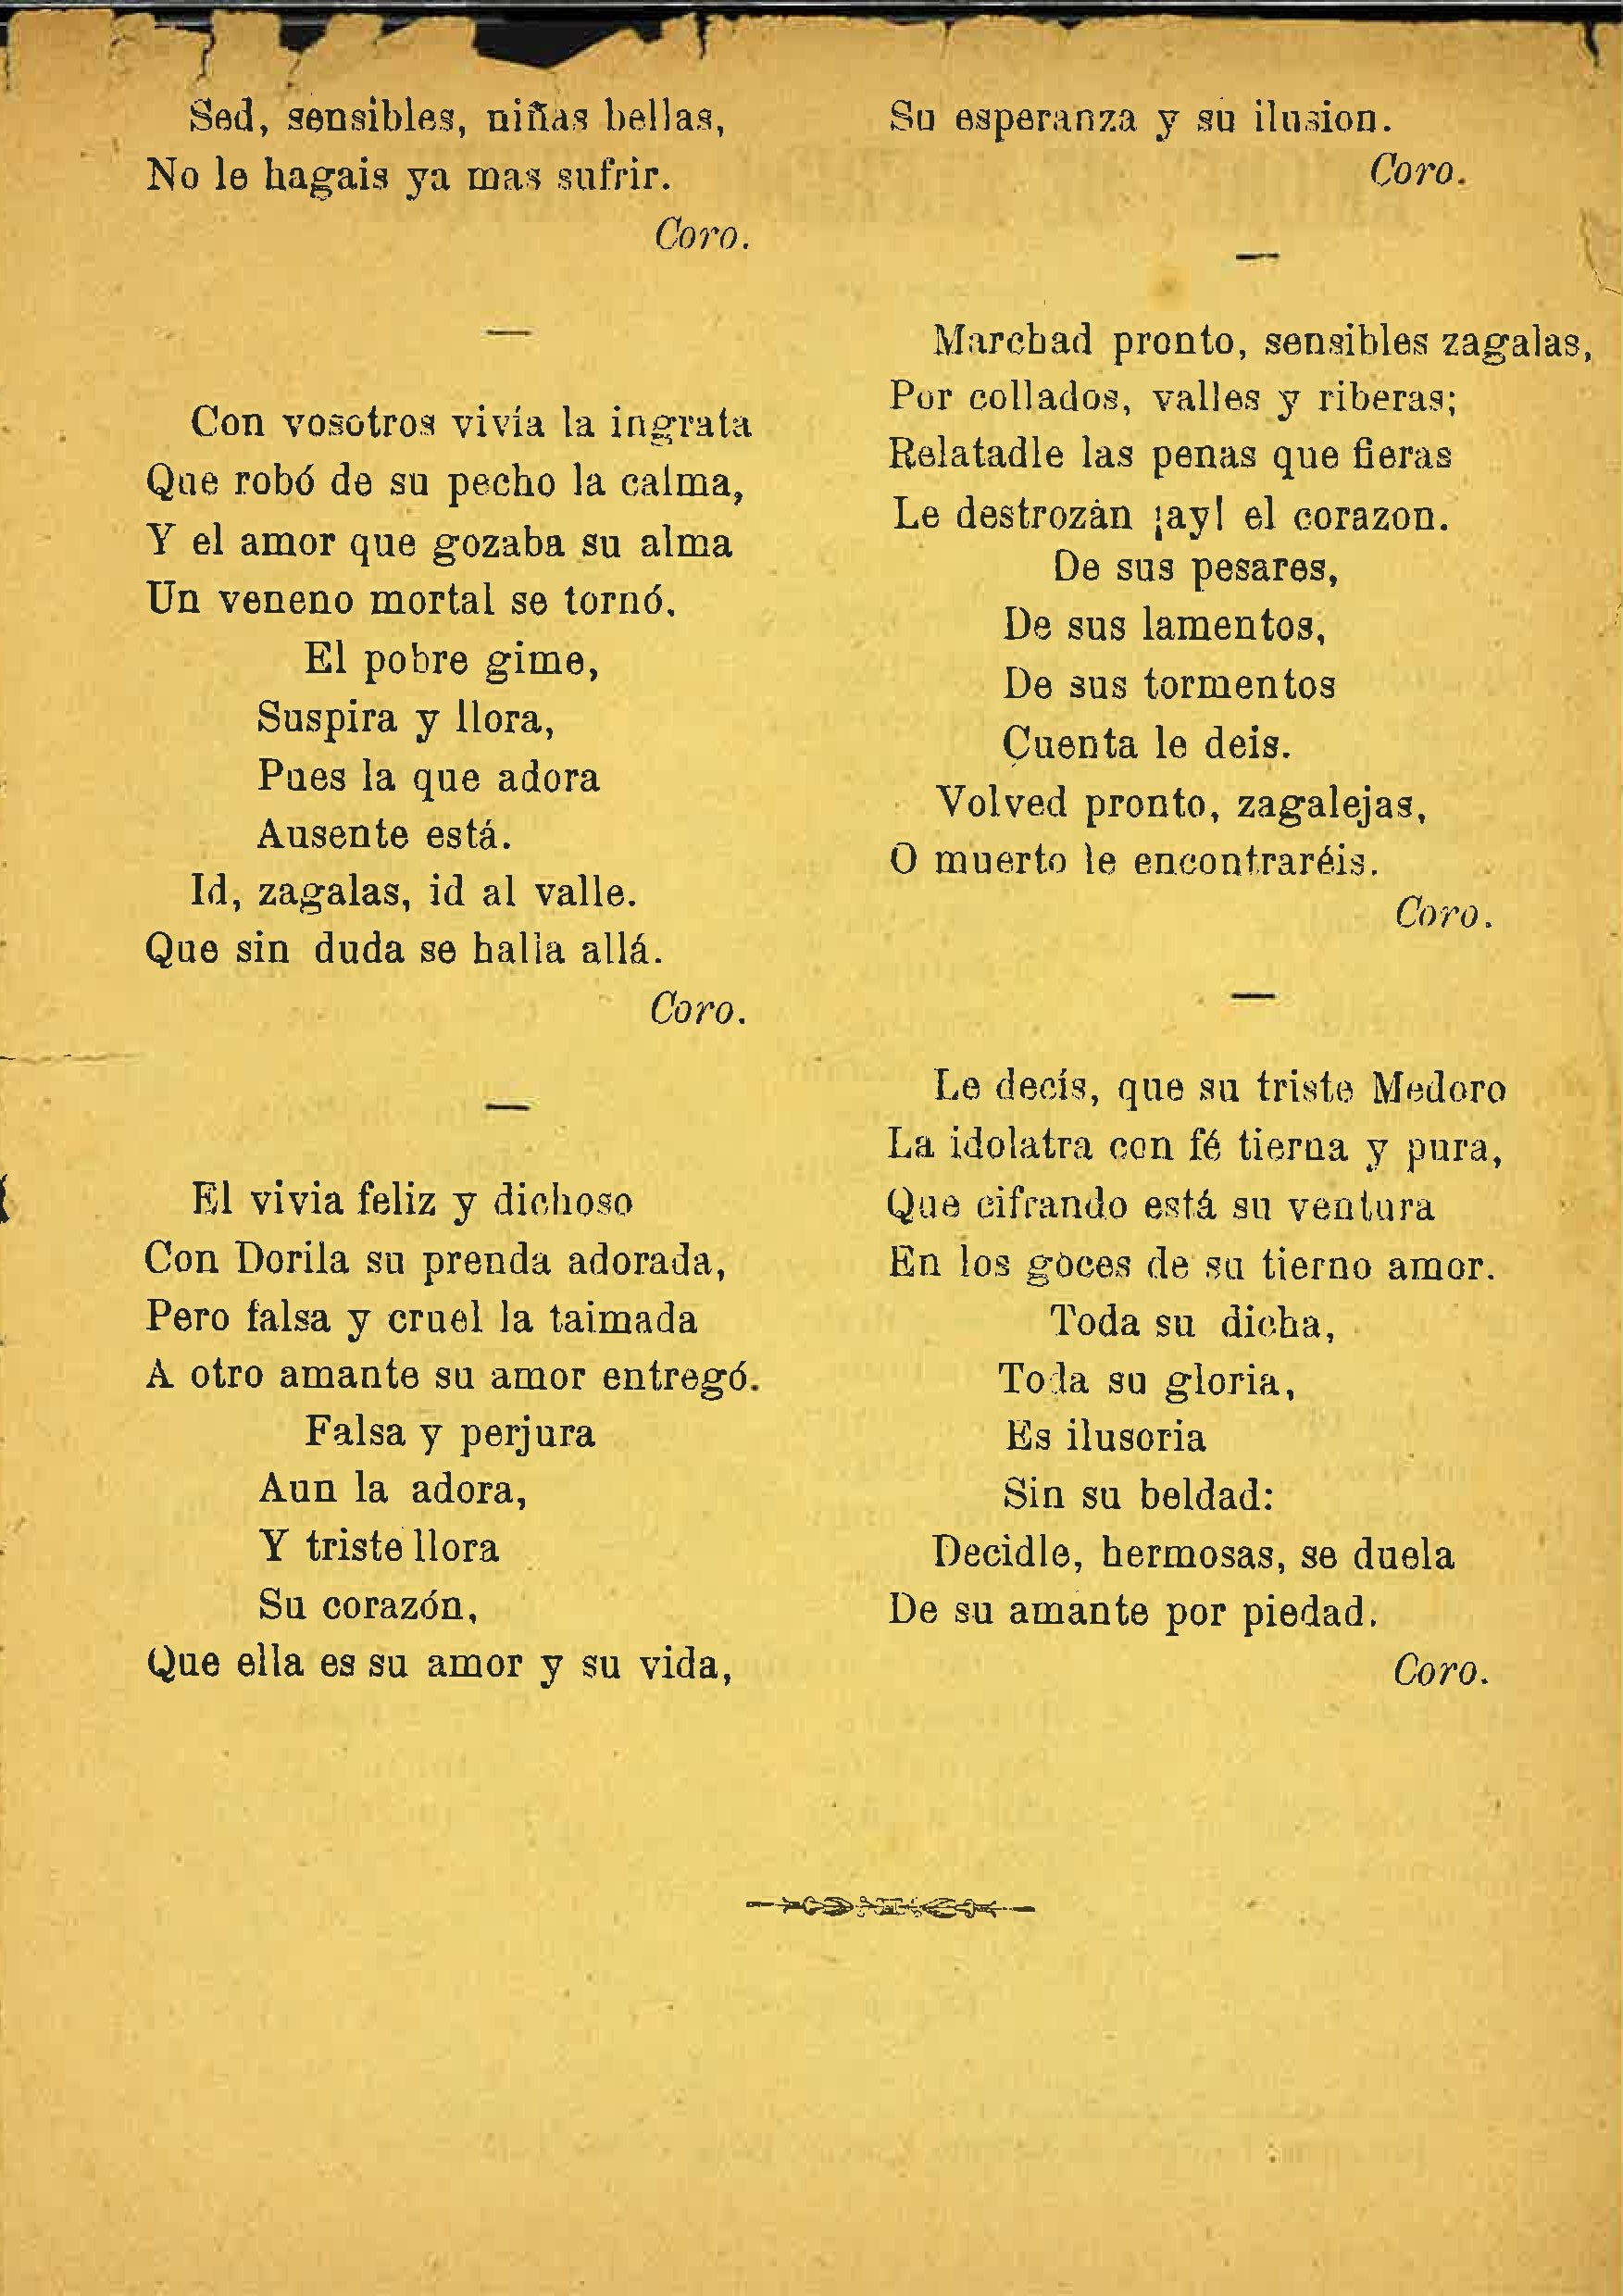 Sed, sensibles, niñas bellas,
No le hagais ya mas sufrir.
Coro.
Con vosotros vivía la ingrata
Que robó de su pecho la calma,
Y el amor que gozaba su alma
Un veneno mortal se tornó.
El pobre gime,
Suspira y llora,
Pues la que adora
Ausente está.
Id, zagalas, id al valle.
Que sin duda se halla allá.
Coro.
El vivia feliz y dichoso
Con Dorila su prenda adorada,
Pero falsa y cruel la taimada
A otro amante su amor entregó.
Falsa y perjura
Aun la adora,
Y triste llora
Su corazón,
Que ella es su amor y su vida,
Su esperanza y su ilusion.
Coro.
Marchad pronto, sensibles zagalas,
Por collados, valles y riberas;
Relatadle las penas que fieras
Le destrozan ¡ay! el corazon.
De sus pesares,
De sus lamentos,
De sus tormentos
Cuenta le deis.
Volved pronto, zagalejas,
O muerto le encontraréis.
Coro.
Le decís, que su triste Medoro
La idolatra con fé tierna y pura,
Que cifrando está su ventura
En los goces de su tierno amor.
Toda su dicha,
Toda su gloria,
Es ilusoria
Sin su beldad:
Decidle, hermosas, se duela
De su amante por piedad.
Coro.